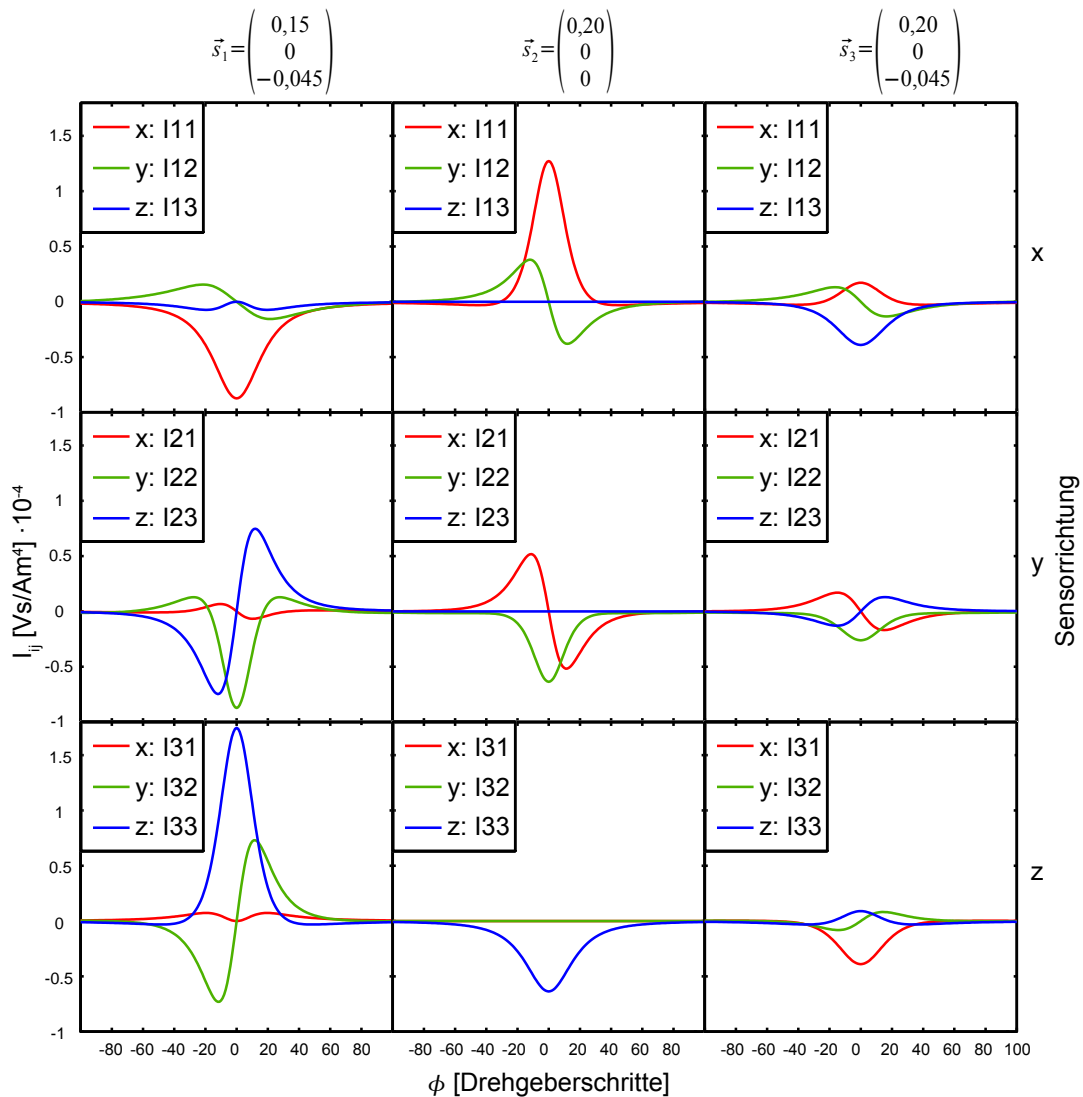 s⃗₁ = (0,15 0 −0,045)
s⃗₂ = (0,20 0 0)
s⃗₃ = (0,20 0 −0,045)
x: I11
y: I12
z: I13
x: I11
y: I12
z: I13
x: I11
y: I12
z: I13
1.5
1
0.5
0
-0.5
-1
x
x: I21
y: I22
z: I23
x: I21
y: I22
z: I23
x: I21
y: I22
z: I23
1.5
1
0.5
0
-0.5
-1
y
x: I31
y: I32
z: I33
x: I31
y: I32
z: I33
x: I31
y: I32
z: I33
1.5
1
0.5
0
-0.5
-1
z
I_ij [Vs/Am⁴] ·10⁻⁴
Sensorrichtung
-80 -60 -40 -20 0 20 40 60 80 -80 -60 -40 -20 0 20 40 60 80 -80 -60 -40 -20 0 20 40 60 80 100
ϕ [Drehgeberschritte]